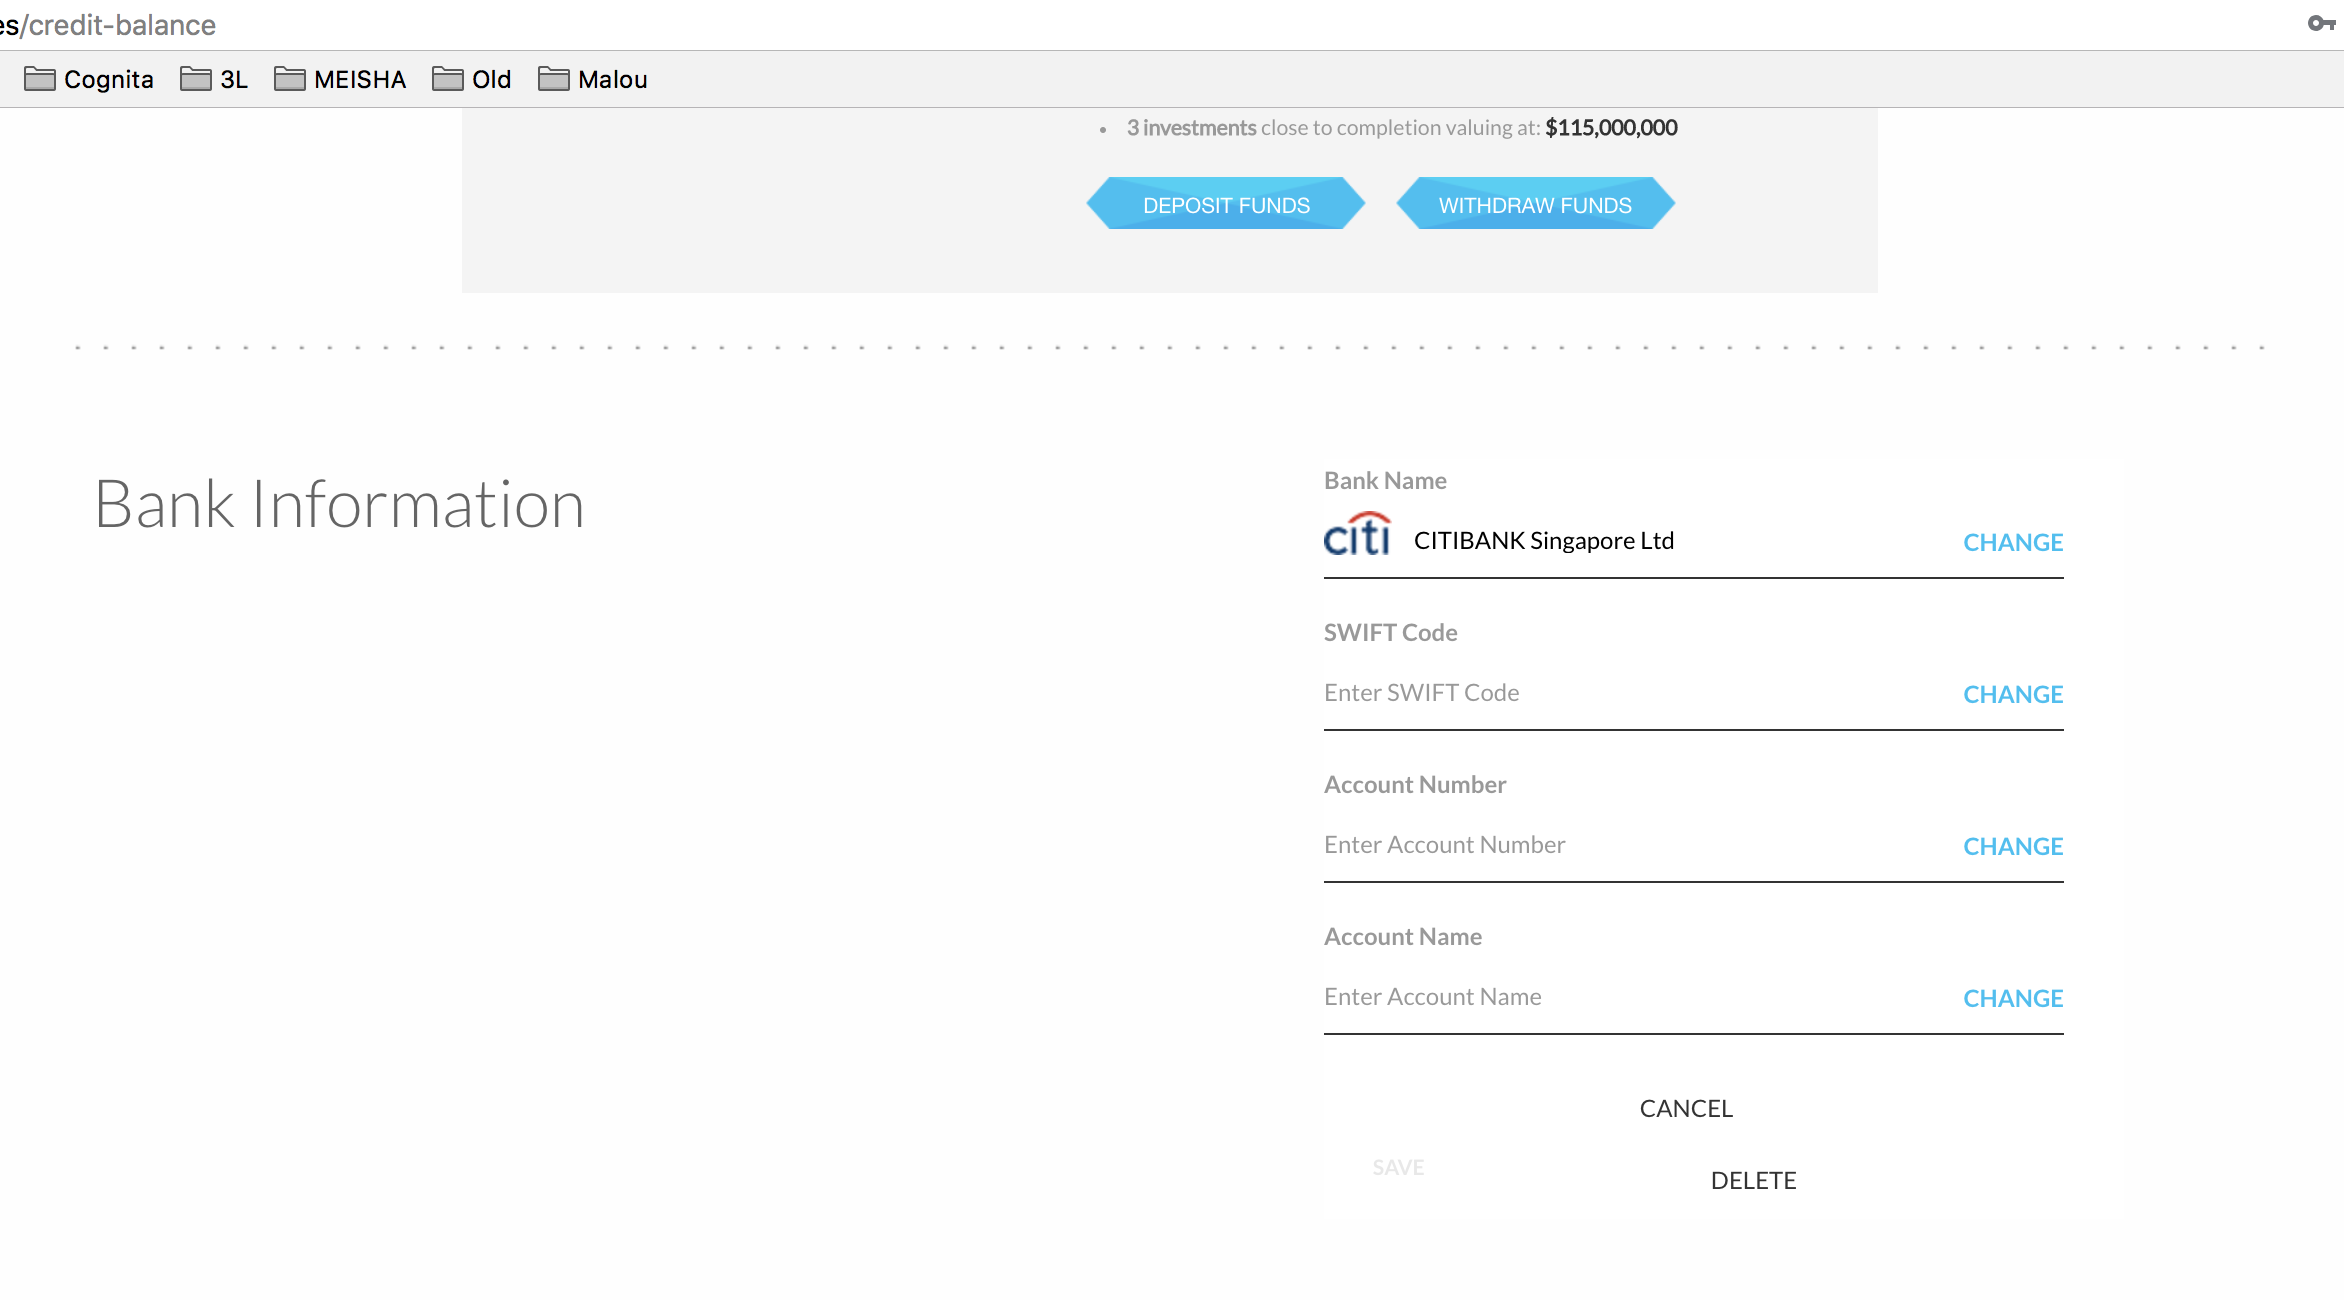 es/credit-balance
Cognita 3L MEISHA Old Malou
• 3 investments close to completion valuing at: $115,000,000
DEPOSIT FUNDS WITHDRAW FUNDS
Bank Information
Bank Name
citi CITIBANK Singapore Ltd CHANGE
SWIFT Code
Enter SWIFT Code CHANGE
Account Number
Enter Account Number CHANGE
Account Name
Enter Account Name CHANGE
CANCEL
SAVE
DELETE